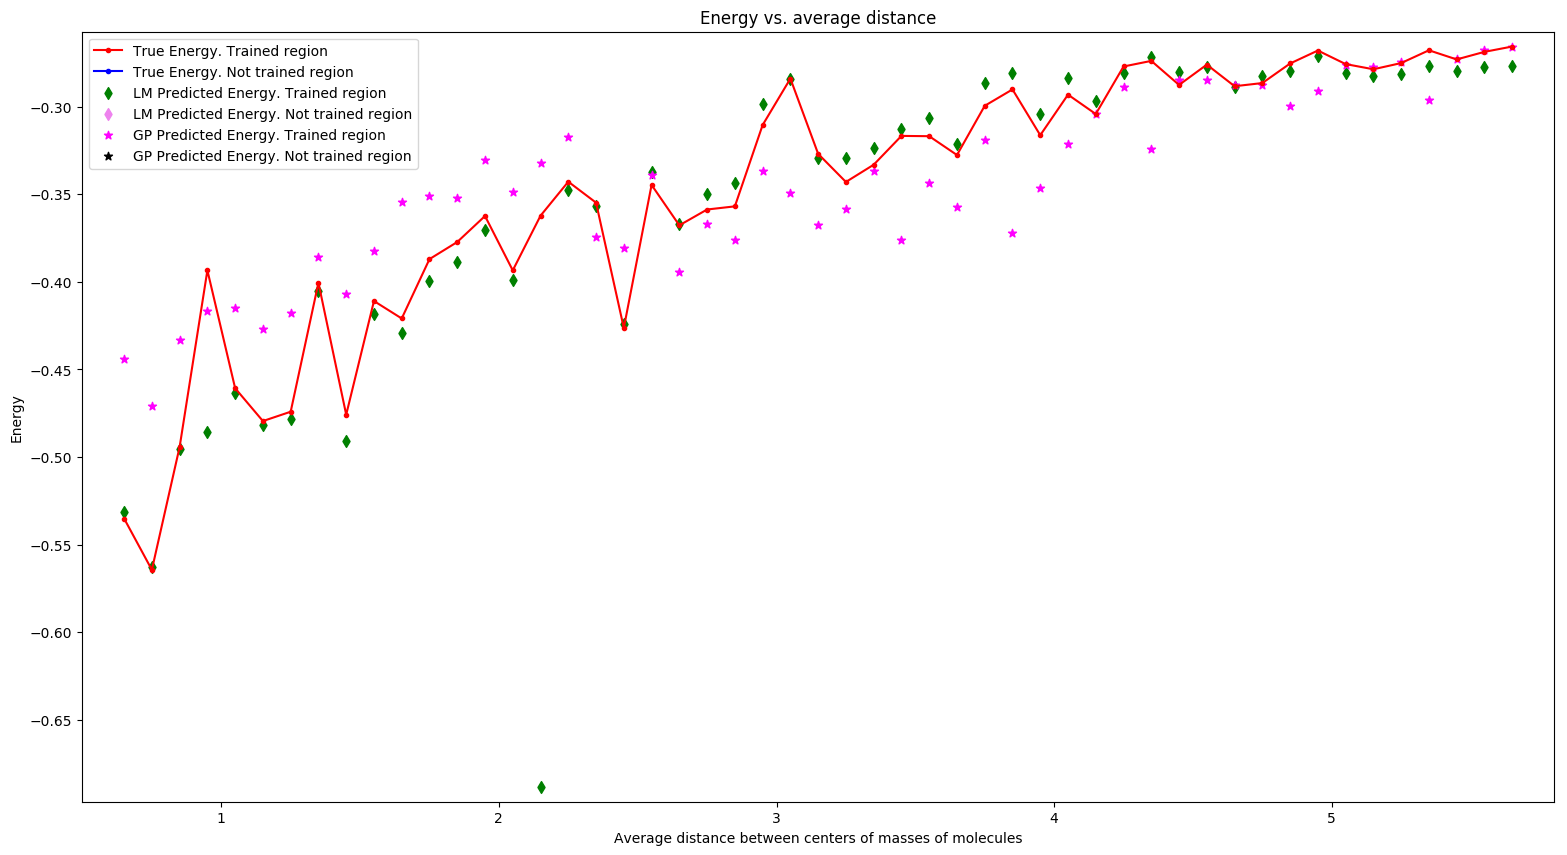 Energy vs. average distance
True Energy. Trained region
True Energy. Not trained region
LM Predicted Energy. Trained region
LM Predicted Energy. Not trained region
GP Predicted Energy. Trained region
GP Predicted Energy. Not trained region
−0.30
−0.35
−0.40
−0.45
−0.50
−0.55
−0.60
−0.65
Energy
1 2 3 4 5
Average distance between centers of masses of molecules